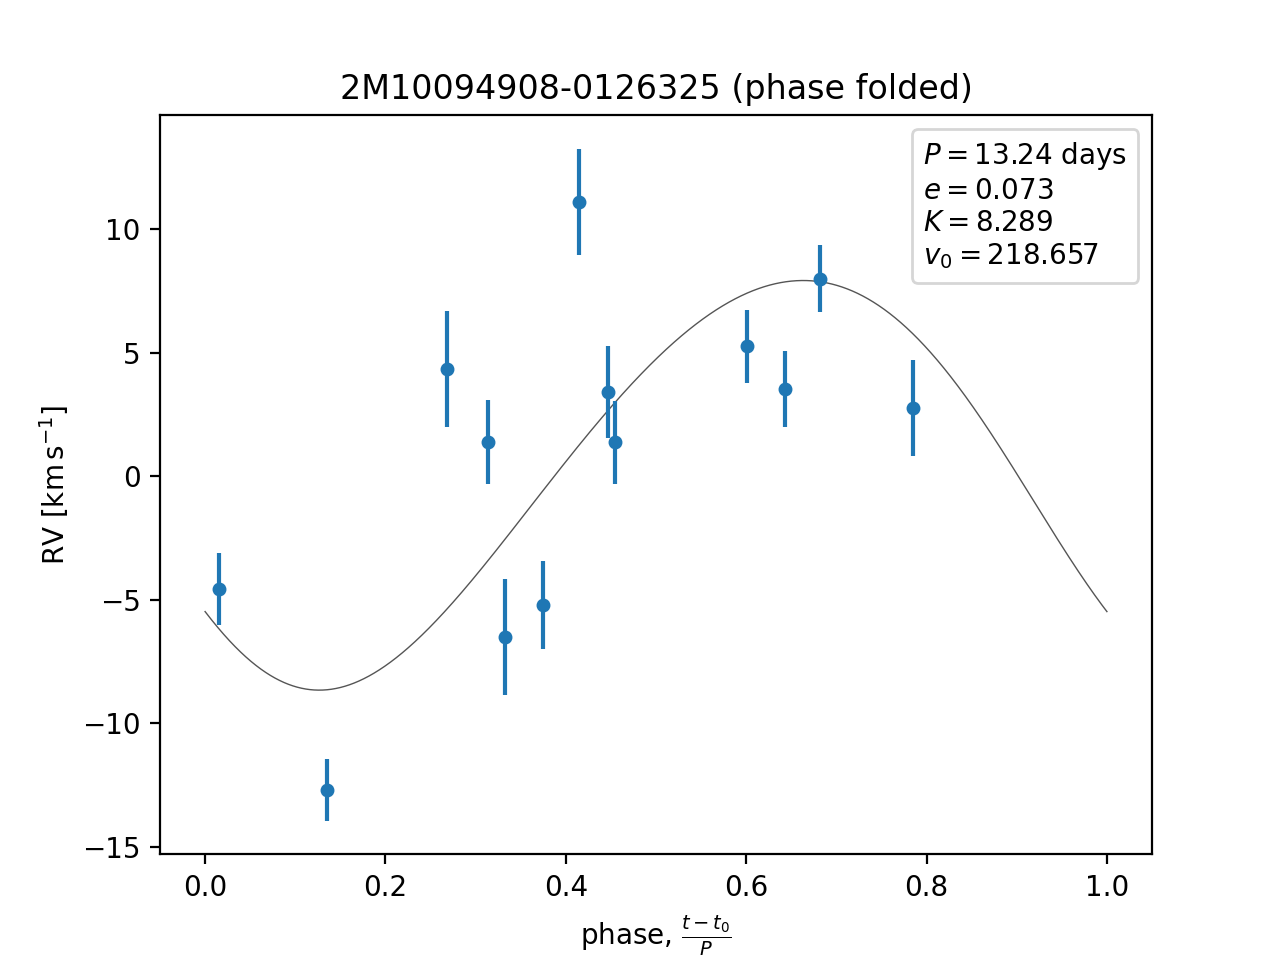 2M10094908-0126325 (phase folded)
P = 13.24 days
e = 0.073
K = 8.289
v₀ = 218.657
RV [km s⁻¹]
10
5
0
−5
−10
−15
0.0 0.2 0.4 0.6 0.8 1.0
phase, (t − t₀)/P